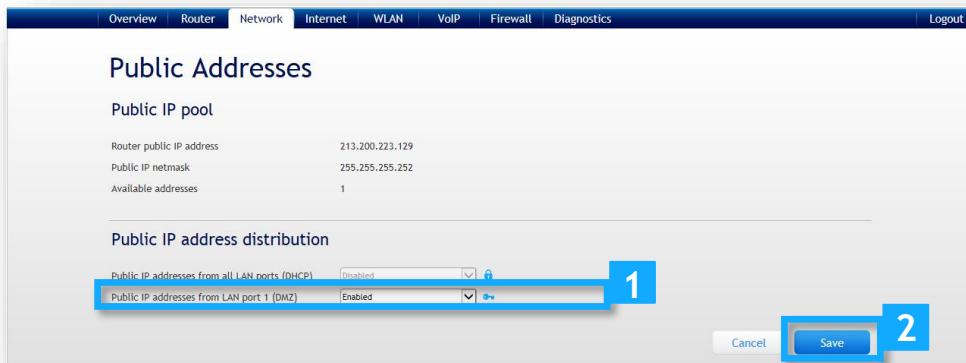 Overview Router Network Internet WLAN VoIP Firewall Diagnostics Logout
Public Addresses
Public IP pool
Router public IP address 213.200.223.129
Public IP netmask 255.255.255.252
Available addresses 1
Public IP address distribution
Public IP addresses from all LAN ports (DHCP) Disabled
Public IP addresses from LAN port 1 (DMZ) Enabled
1
Cancel Save 2